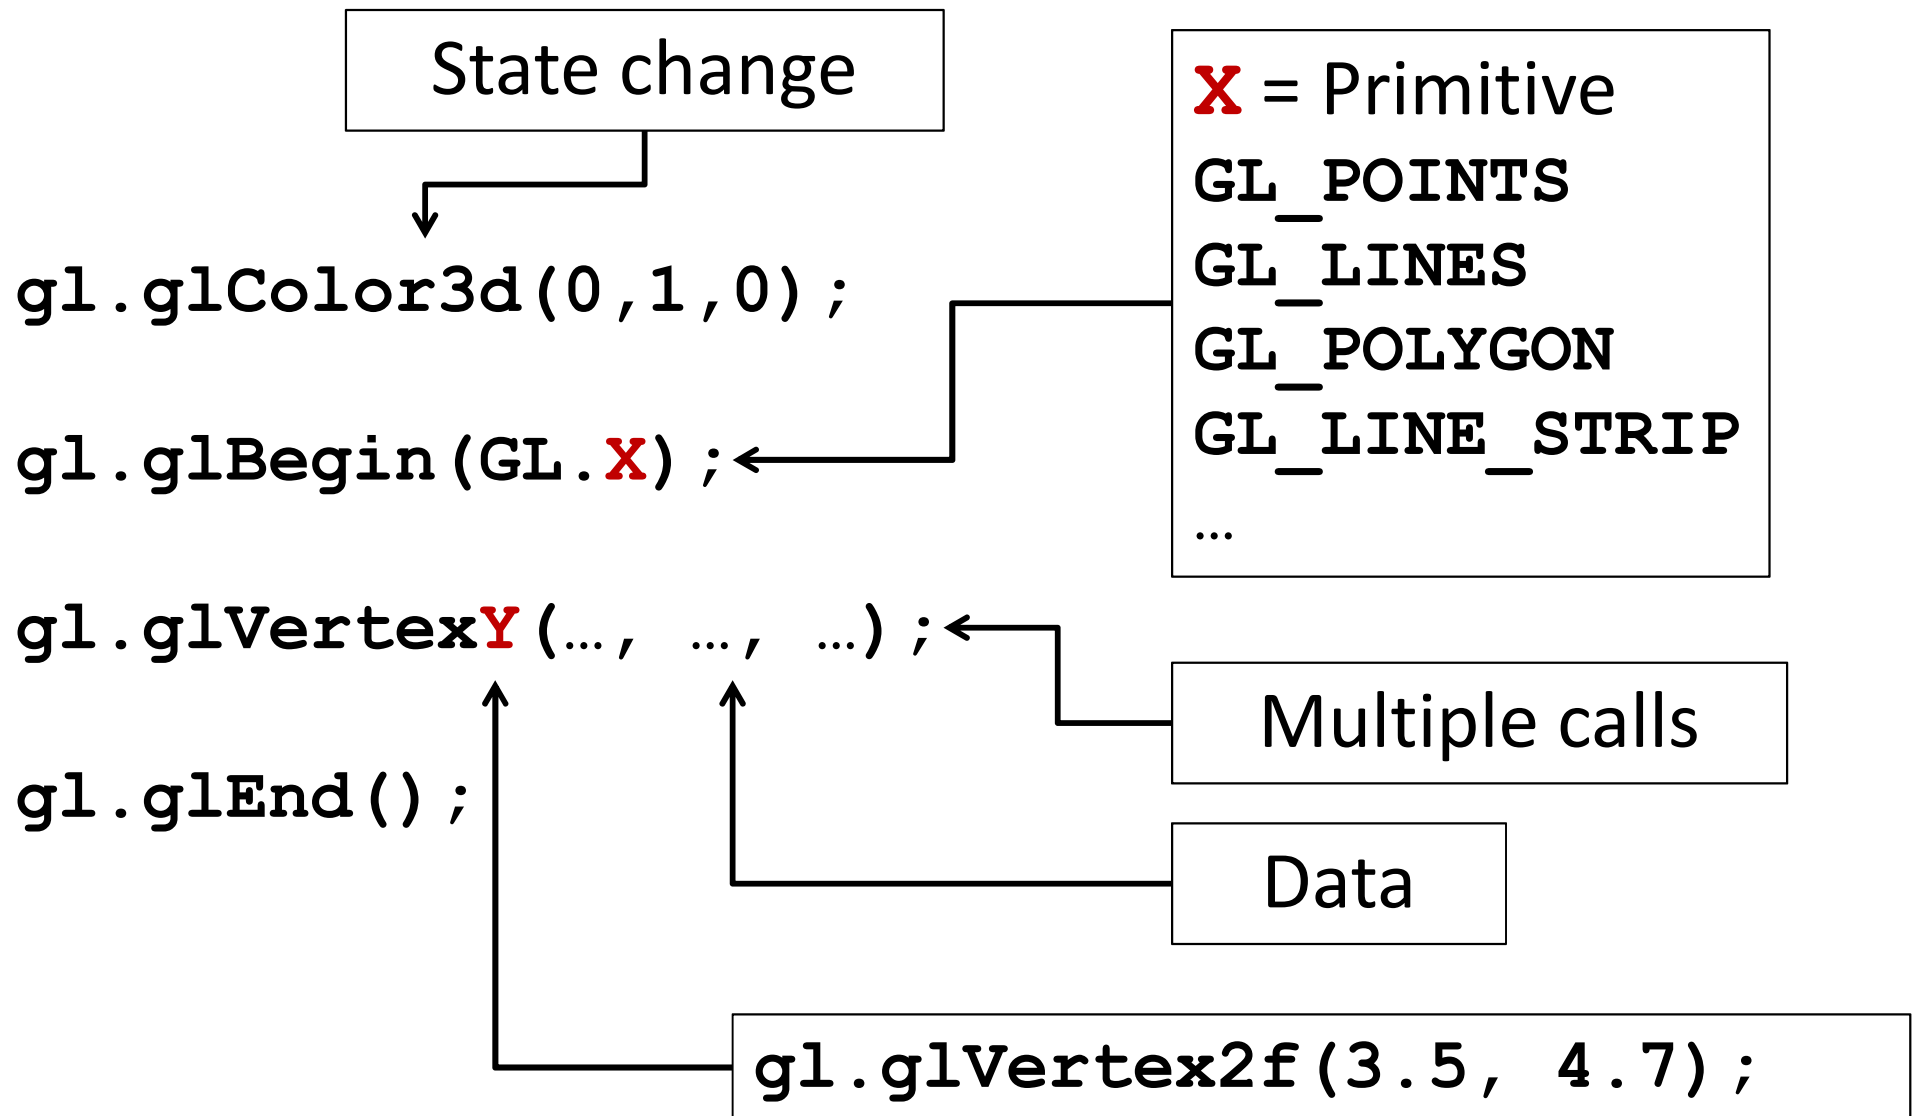 State change
X = Primitive
GL_POINTS
GL_LINES
GL_POLYGON
GL_LINE_STRIP
…
gl.glColor3d(0,1,0);
gl.glBegin(GL.X);
gl.glVertexY(…, …, …);
gl.glEnd();
Multiple calls
Data
gl.glVertex2f(3.5, 4.7);